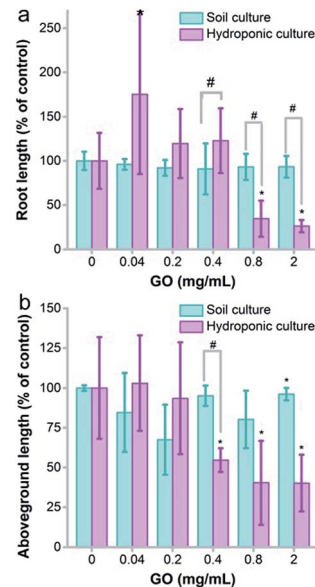 a
Soil culture
Hydroponic culture
Root length (% of control)
250
200
150
100
50
0
*
#
#
#
*
*
0 0.04 0.2 0.4 0.8 2
GO (mg/mL)
b
Soil culture
Hydroponic culture
Aboveground length (% of control)
150
125
100
75
50
25
0
#
*
*
*
*
0 0.04 0.2 0.4 0.8 2
GO (mg/mL)